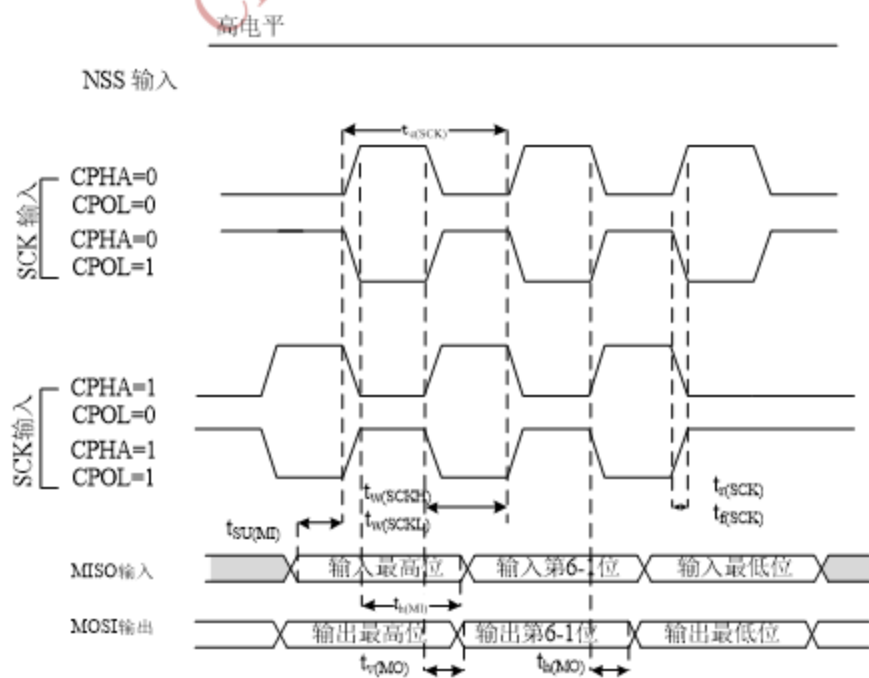 高电平
NSS 输入
tc(SCK)
SCK 输入
CPHA=0
CPOL=0
CPHA=0
CPOL=1
SCK输入
CPHA=1
CPOL=0
CPHA=1
CPOL=1
tw(SCKH)
tw(SCKL)
tr(SCK)
tf(SCK)
tSU(MI)
MISO输入
输入最高位
输入第6-1位
输入最低位
th(MI)
MOSI输出
输出最高位
输出第6-1位
输出最低位
tv(MO)
th(MO)